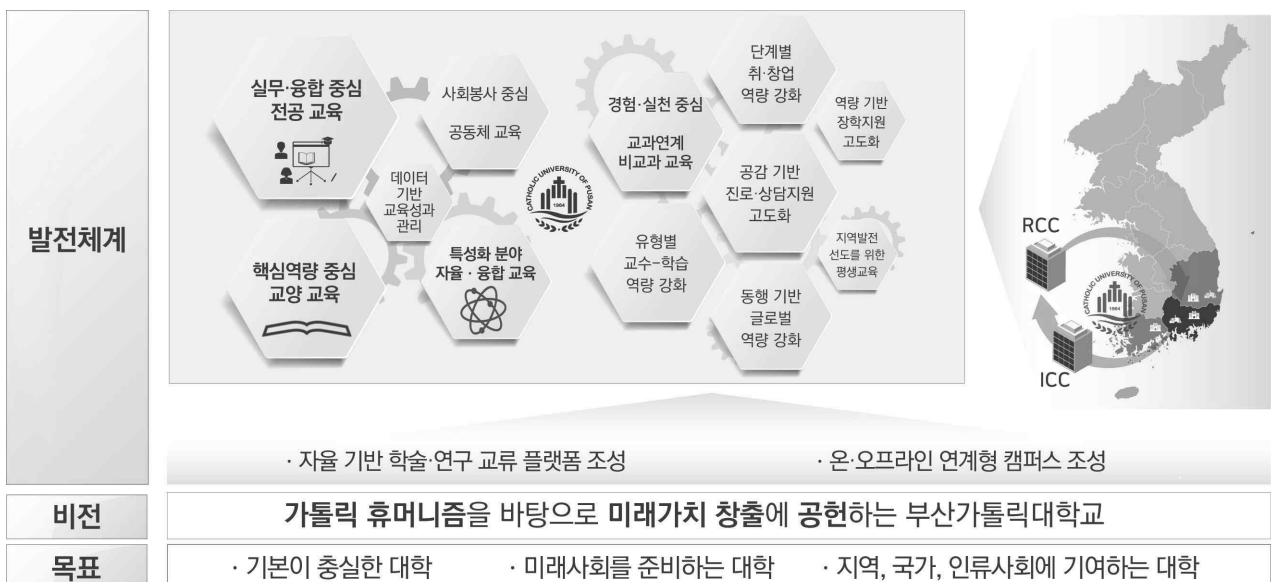 발전체계
실무·융합 중심
전공 교육
사회봉사 중심
공동체 교육
데이터
기반
교육성과
관리
핵심역량 중심
교양 교육
특성화 분야
자율 · 융합 교육
CATHOLIC UNIVERSITY OF PUSAN
1964
경험·실천 중심
교과연계
비교과 교육
유형별
교수-학습
역량 강화
단계별
취·창업
역량 강화
역량 기반
장학지원
고도화
공감 기반
진로·상담지원
고도화
지역발전
선도를 위한
평생교육
동행 기반
글로벌
역량 강화
RCC
CATHOLIC UNIVERSITY OF PUSAN
1964
ICC
· 자율 기반 학술·연구 교류 플랫폼 조성
· 온·오프라인 연계형 캠퍼스 조성
비전
가톨릭 휴머니즘을 바탕으로 미래가치 창출에 공헌하는 부산가톨릭대학교
목표
· 기본이 충실한 대학
· 미래사회를 준비하는 대학
· 지역, 국가, 인류사회에 기여하는 대학